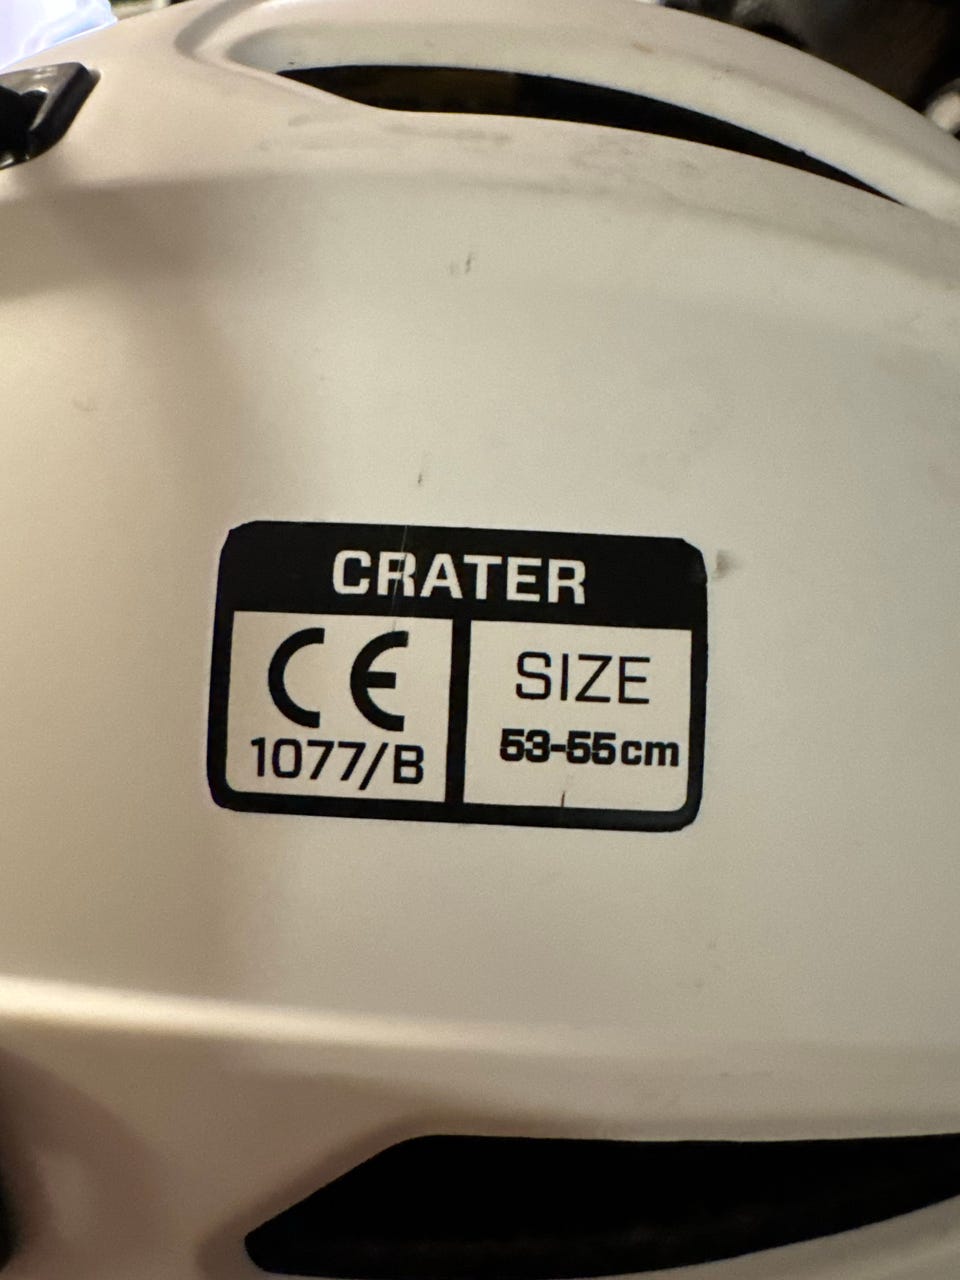 CRATER
CE
1077/B
SIZE
53-55cm